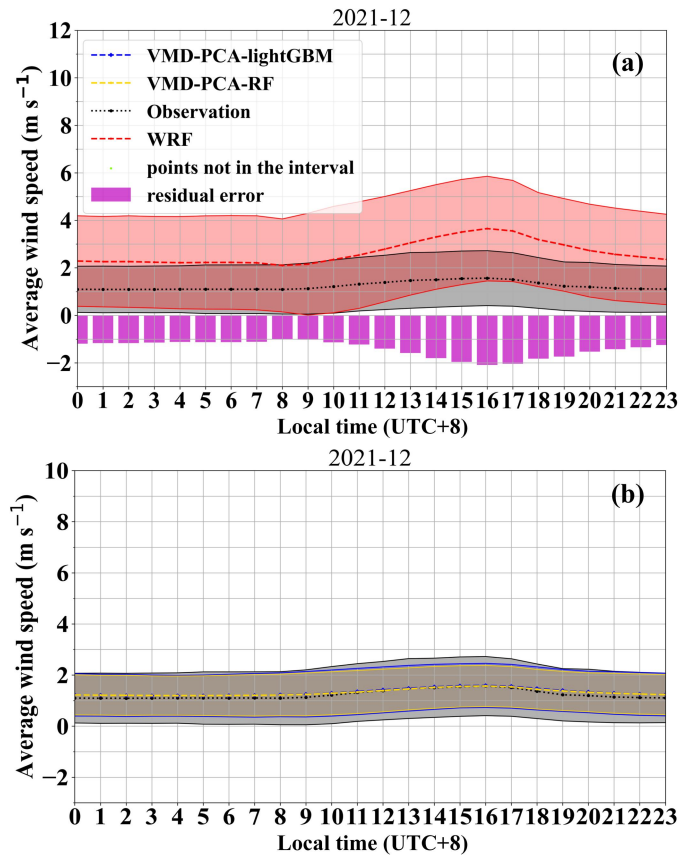 2021-12
(a)
VMD-PCA-lightGBM
VMD-PCA-RF
Observation
WRF
points not in the interval
residual error
Average wind speed (m s⁻¹)
12
10
8
6
4
2
0
−2
0 1 2 3 4 5 6 7 8 9 10 11 12 13 14 15 16 17 18 19 20 21 22 23
Local time (UTC+8)
2021-12
(b)
Average wind speed (m s⁻¹)
10
8
6
4
2
0
−2
0 1 2 3 4 5 6 7 8 9 10 11 12 13 14 15 16 17 18 19 20 21 22 23
Local time (UTC+8)